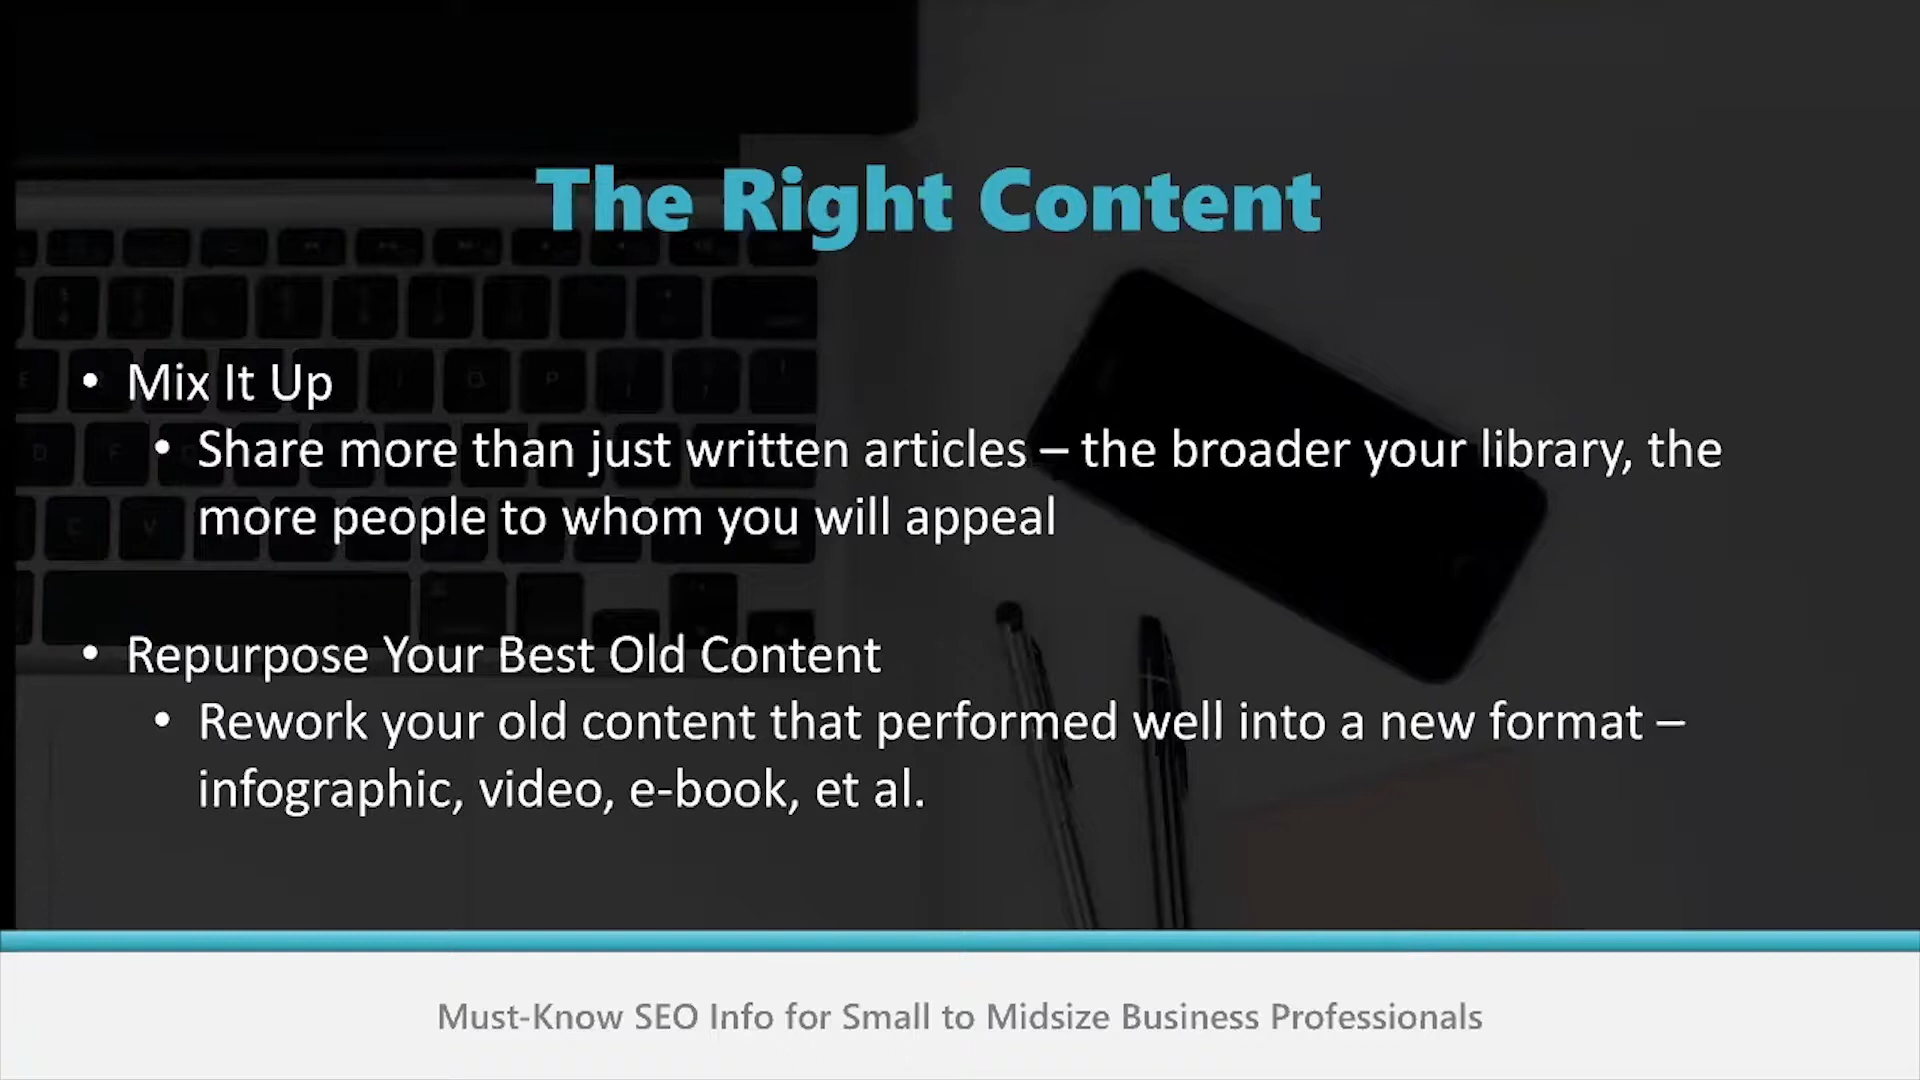 The Right Content
• Mix It Up
• Share more than just written articles – the broader your library, the
more people to whom you will appeal
• Repurpose Your Best Old Content
• Rework your old content that performed well into a new format –
infographic, video, e-book, et al.
Must-Know SEO Info for Small to Midsize Business Professionals